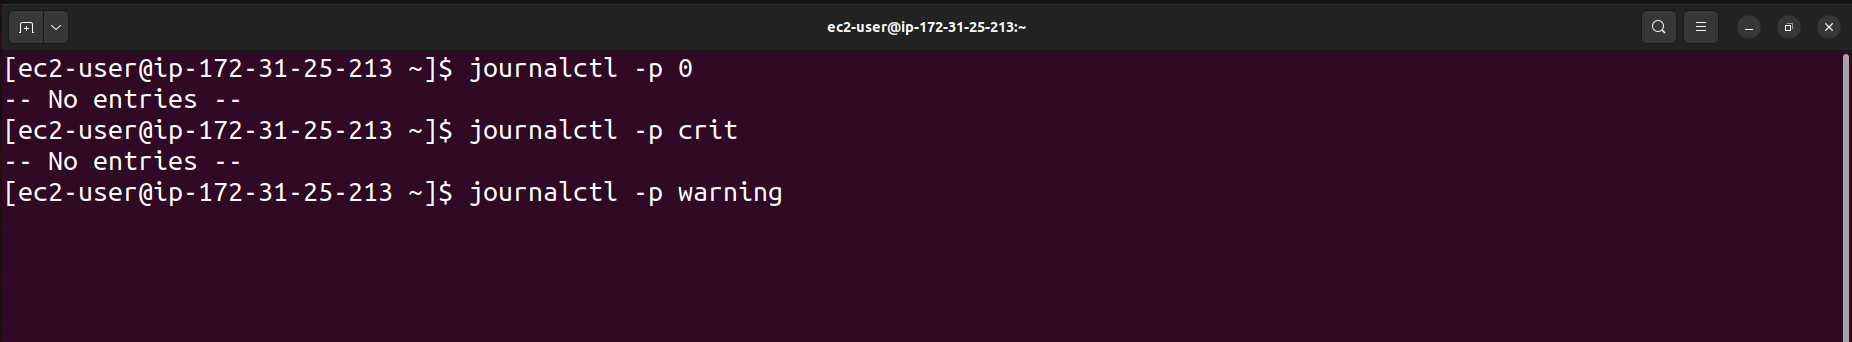 ec2-user@ip-172-31-25-213:~
[ec2-user@ip-172-31-25-213 ~]$ journalctl -p 0
-- No entries --
[ec2-user@ip-172-31-25-213 ~]$ journalctl -p crit
-- No entries --
[ec2-user@ip-172-31-25-213 ~]$ journalctl -p warning